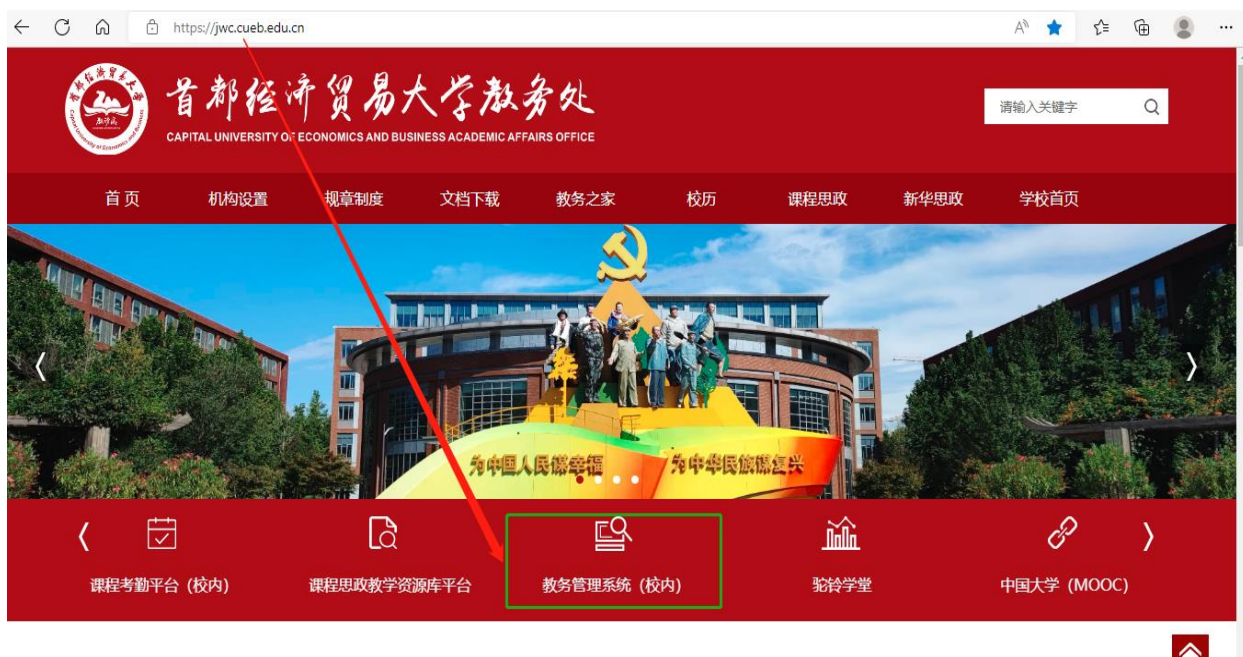 https://jwc.cueb.edu.cn
首都经济贸易大学教务处
CAPITAL UNIVERSITY OF ECONOMICS AND BUSINESS ACADEMIC AFFAIRS OFFICE
请输入关键字
首页 机构设置 规章制度 文档下载 教务之家 校历 课程思政 新华思政 学校首页
为中国人民谋幸福 为中华民族谋复兴
课程考勤平台（校内） 课程思政教学资源库平台 教务管理系统（校内） 驼铃学堂 中国大学（MOOC）